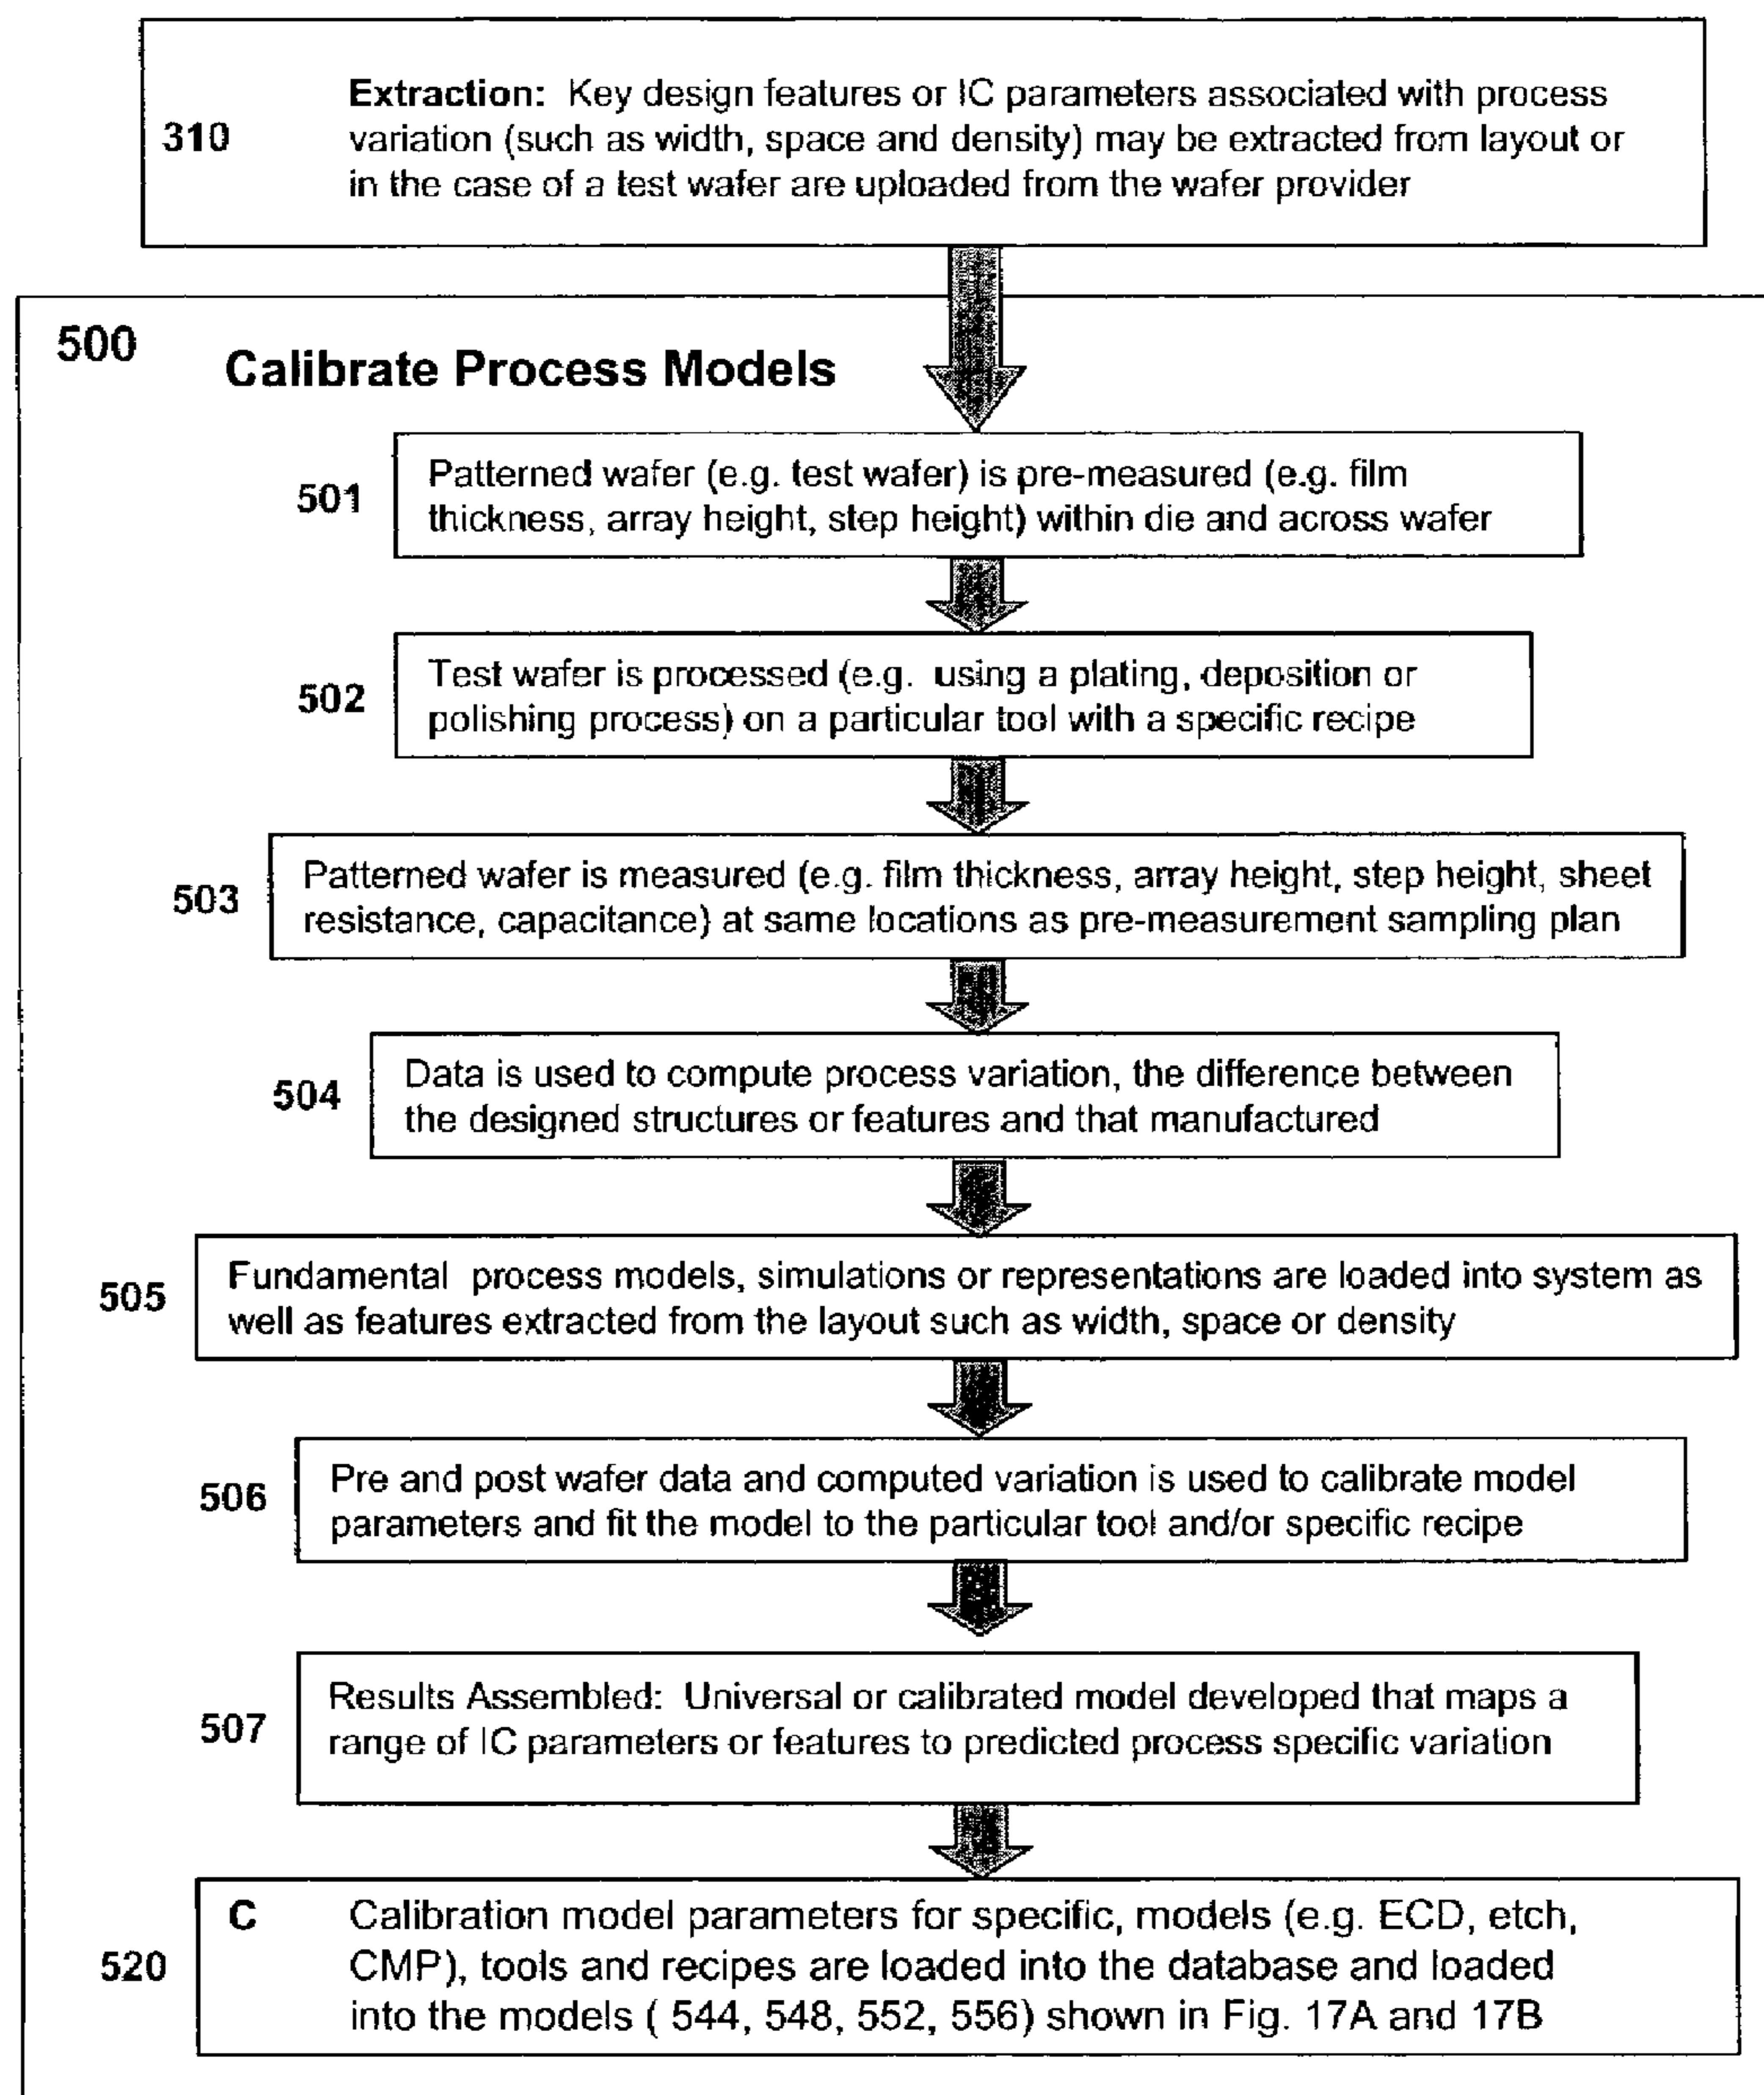 310
Extraction: Key design features or IC parameters associated with process
variation (such as width, space and density) may be extracted from layout or
in the case of a test wafer are uploaded from the wafer provider
500
Calibrate Process Models
501
Patterned wafer (e.g. test wafer) is pre-measured (e.g. film
thickness, array height, step height) within die and across wafer
502
Test wafer is processed (e.g. using a plating, deposition or
polishing process) on a particular tool with a specific recipe
503
Patterned wafer is measured (e.g. film thickness, array height, step height, sheet
resistance, capacitance) at same locations as pre-measurement sampling plan
504
Data is used to compute process variation, the difference between
the designed structures or features and that manufactured
505
Fundamental process models, simulations or representations are loaded into system as
well as features extracted from the layout such as width, space or density
506
Pre and post wafer data and computed variation is used to calibrate model
parameters and fit the model to the particular tool and/or specific recipe
507
Results Assembled: Universal or calibrated model developed that maps a
range of IC parameters or features to predicted process specific variation
520
C Calibration model parameters for specific, models (e.g. ECD, etch,
CMP), tools and recipes are loaded into the database and loaded
into the models ( 544, 548, 552, 556) shown in Fig. 17A and 17B